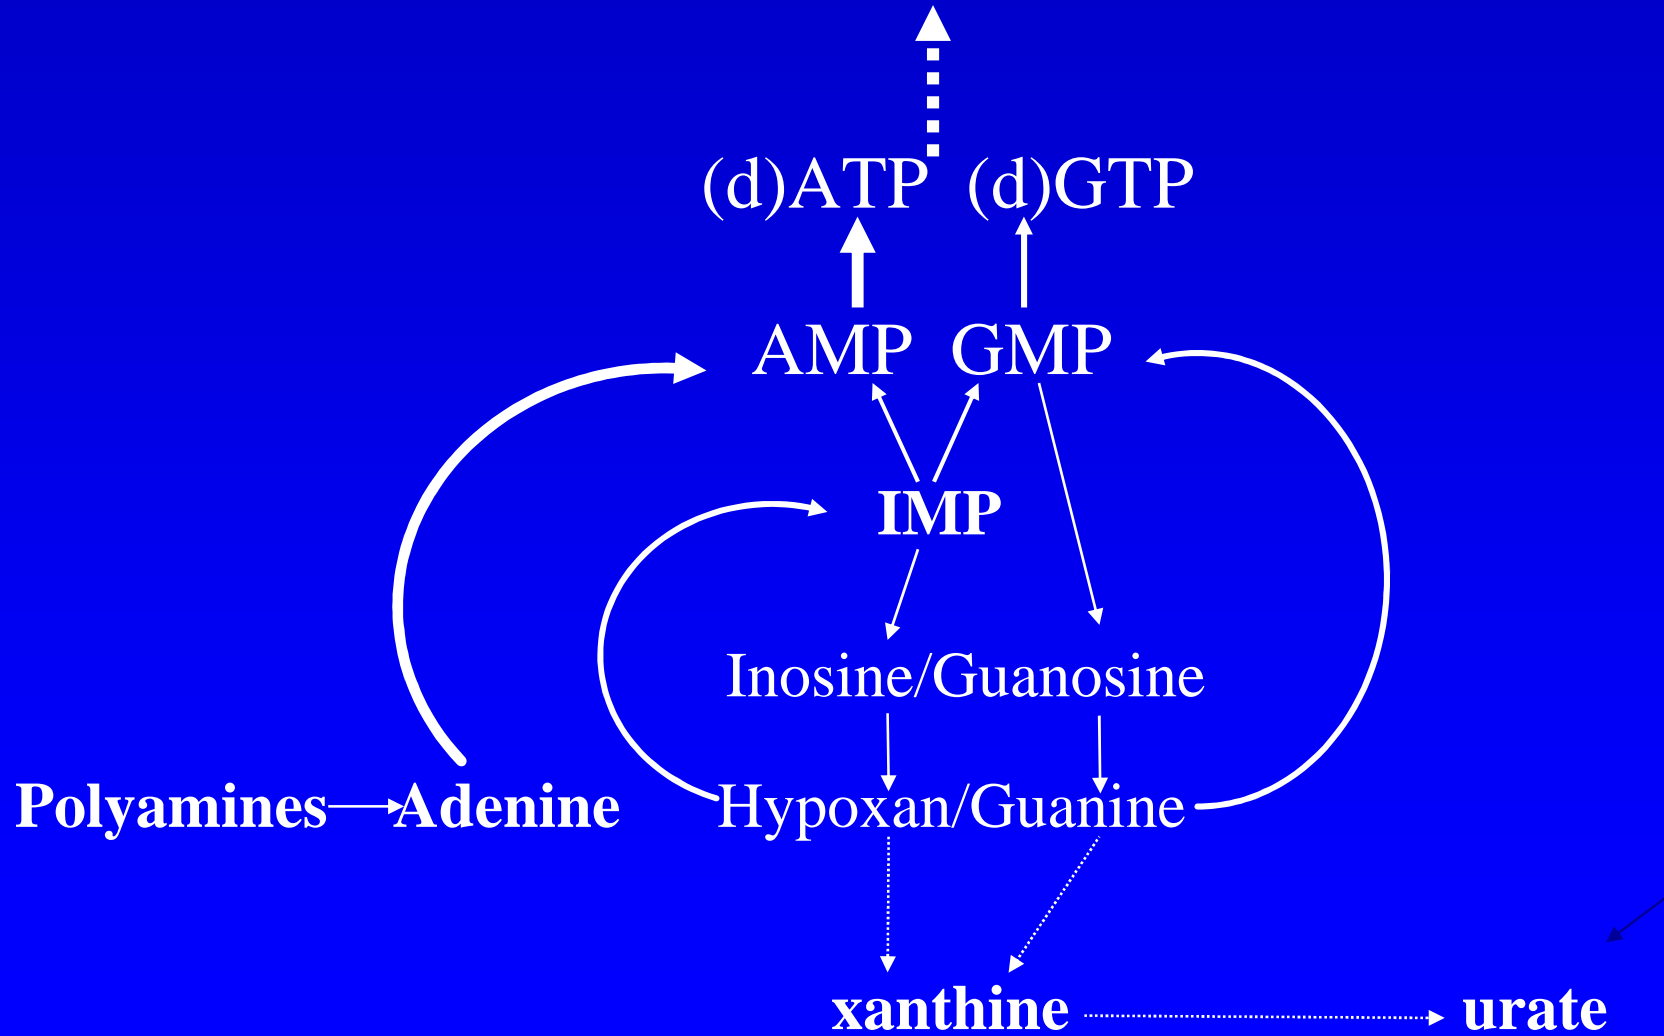 (d)ATP (d)GTP
AMP GMP
IMP
Inosine/Guanosine
Polyamines Adenine Hypoxan/Guanine
xanthine urate